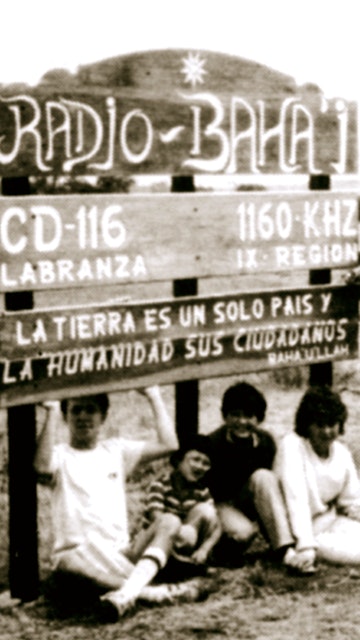 RADIO-BAHA'I
CD-116 1160·KHZ
LABRANZA IX REGION
LA TIERRA ES UN SOLO PAIS Y
LA HUMANIDAD SUS CIUDADANOS
BAHA'U'LLAH